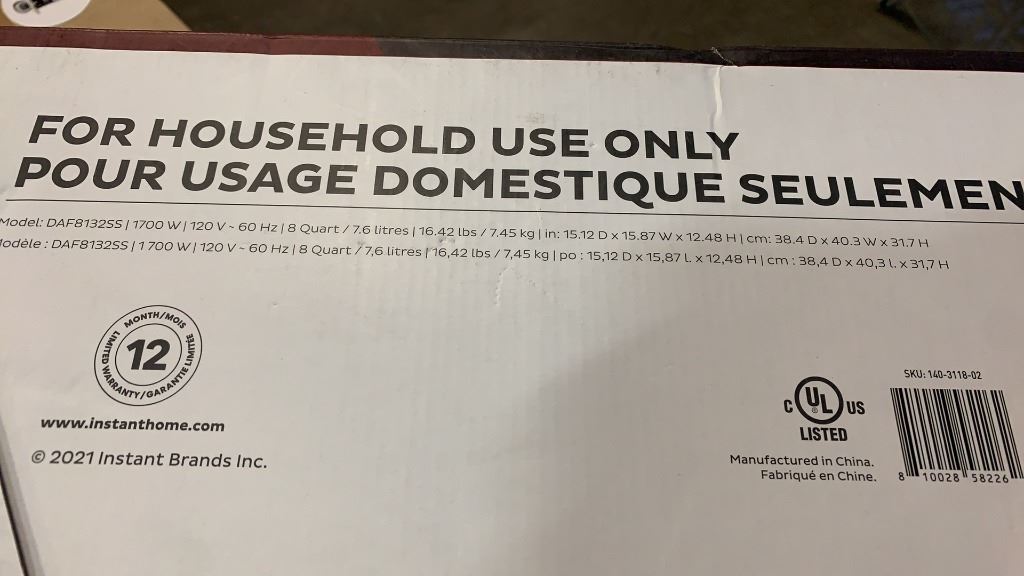 FOR HOUSEHOLD USE ONLY
POUR USAGE DOMESTIQUE SEULEMEN
Model: DAF8132SS | 1700 W | 120 V ~ 60 Hz | 8 Quart / 7.6 litres | 16.42 lbs / 7.45 kg | in: 15.12 D x 15.87 W x 12.48 H | cm: 38.4 D x 40.3 W x 31.7 H
odèle : DAF8132SS | 1 700 W | 120 V ~ 60 Hz | 8 Quart / 7,6 litres | 16,42 lbs / 7,45 kg | po : 15,12 D x 15,87 L x 12,48 H | cm : 38,4 D x 40,3 L x 31,7 H
MONTH/MOIS
12
LIMITED WARRANTY/GARANTIE LIMITÉE
www.instanthome.com
© 2021 Instant Brands Inc.
C UL ® US
LISTED
Manufactured in China.
Fabriqué en Chine.
SKU: 140-3118-02
8 10028 58226